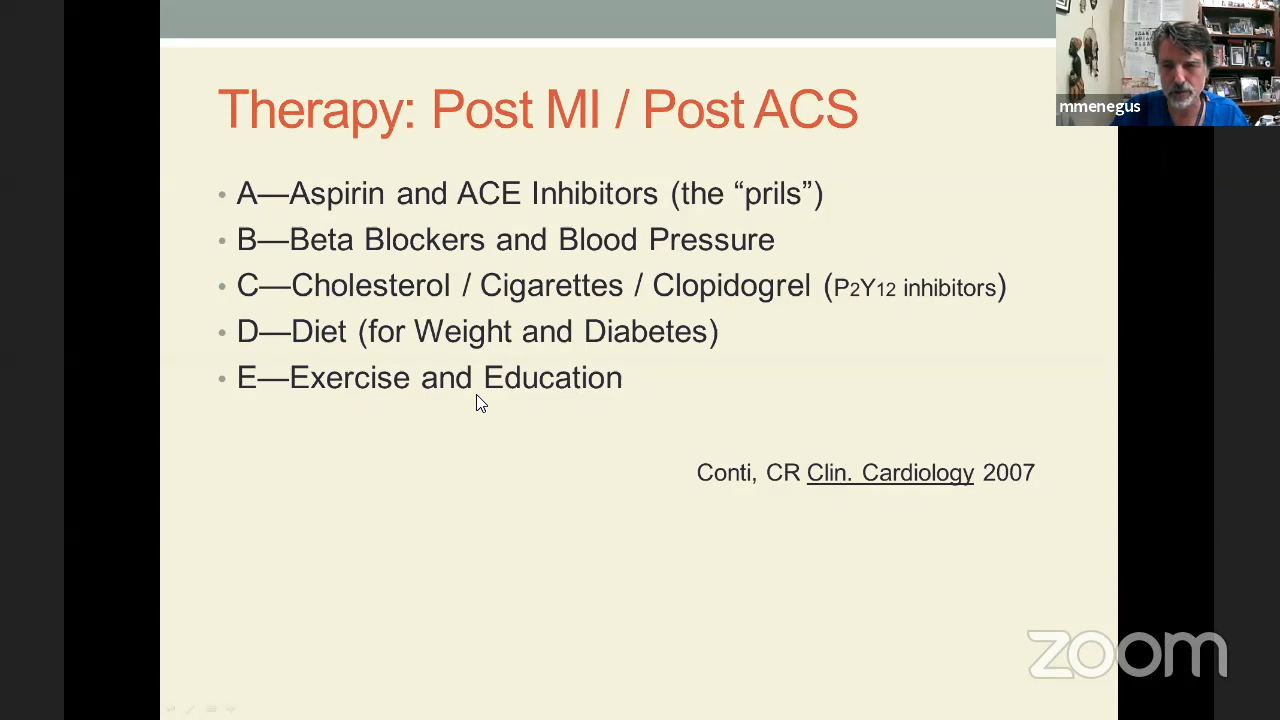 Therapy: Post MI / Post ACS
mmenegus
• A—Aspirin and ACE Inhibitors (the “prils”)
• B—Beta Blockers and Blood Pressure
• C—Cholesterol / Cigarettes / Clopidogrel (P2Y12 inhibitors)
• D—Diet (for Weight and Diabetes)
• E—Exercise and Education
Conti, CR Clin. Cardiology 2007
zoom